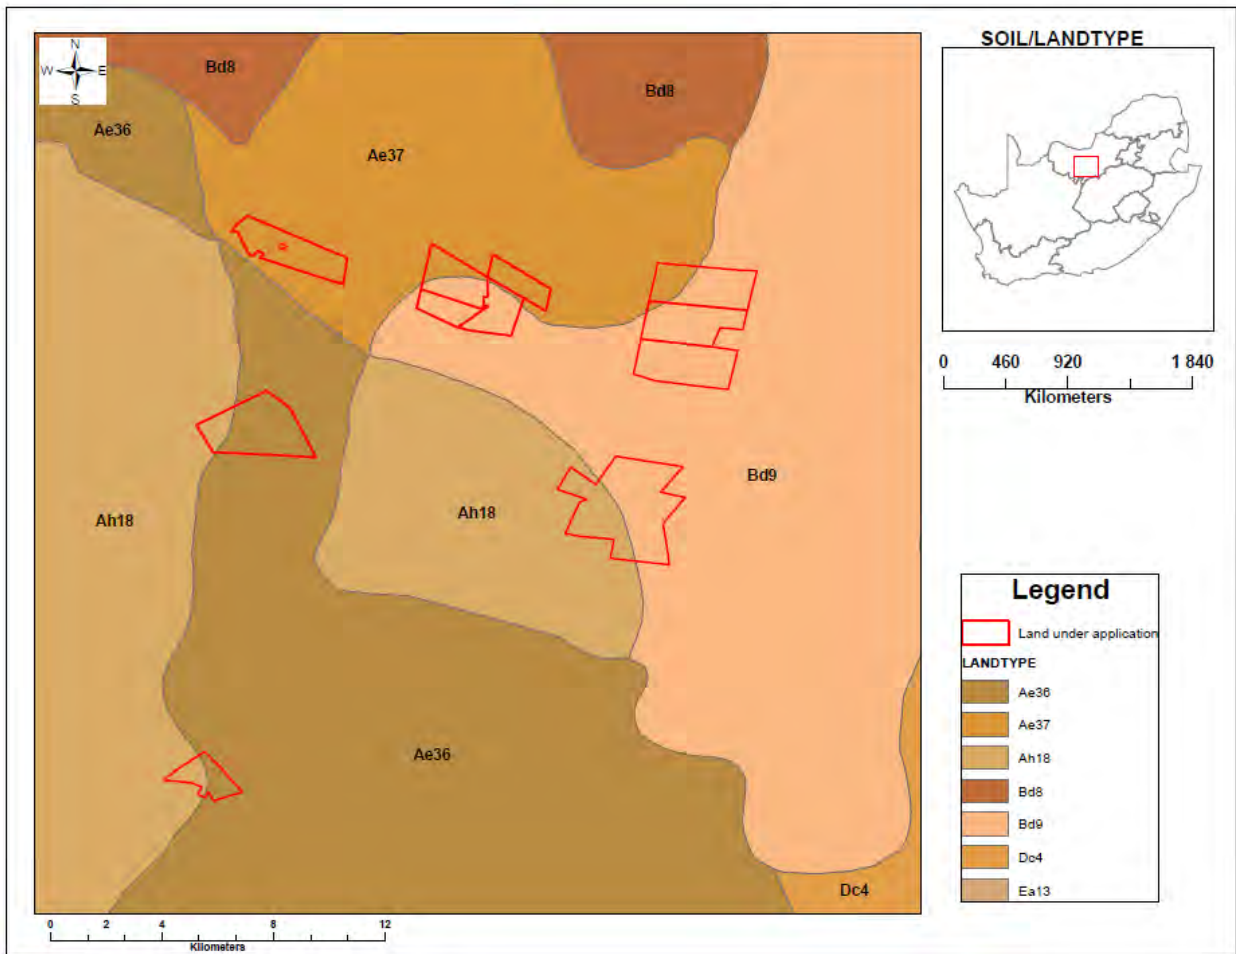 SOIL/LANDTYPE
N
W E
S
Bd8
Bd8
Ae36
Ae37
0 460 920 1 840
Kilometers
Bd9
Ah18
Ah18
Legend
Land under application
LANDTYPE
Ae36
Ae37
Ah18
Bd8
Bd9
Dc4
Ea13
Ae36
Dc4
0 2 4 8 12
Kilometers